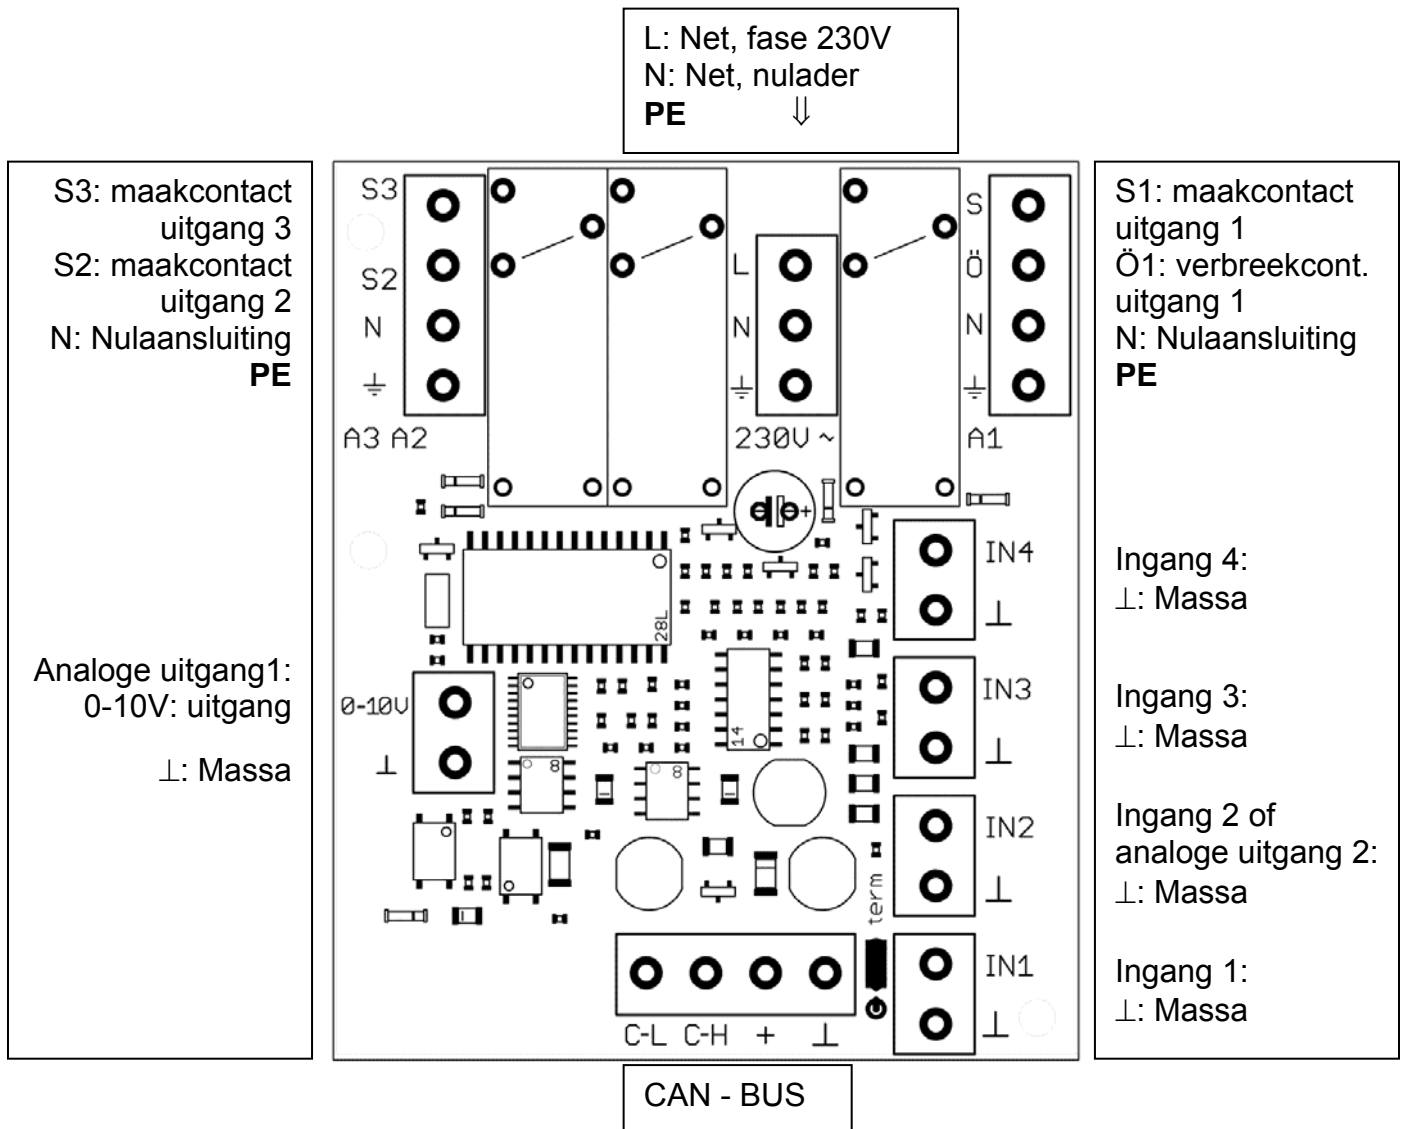 L: Net, fase 230V
N: Net, nulader
PE ⇓
S3: maakcontact
uitgang 3
S2: maakcontact
uitgang 2
N: Nulaansluiting
PE
Analoge uitgang1:
0-10V: uitgang
⊥: Massa
S3
S2
N
A3 A2
L
N
230V ~
S
Ö
N
A1
+
28L
14
8
8
0-10V
⊥
IN4
⊥
IN3
⊥
IN2
⊥
term
IN1
⊥
C-L C-H + ⊥
S1: maakcontact
uitgang 1
Ö1: verbreekcont.
uitgang 1
N: Nulaansluiting
PE
Ingang 4:
⊥: Massa
Ingang 3:
⊥: Massa
Ingang 2 of
analoge uitgang 2:
⊥: Massa
Ingang 1:
⊥: Massa
CAN - BUS